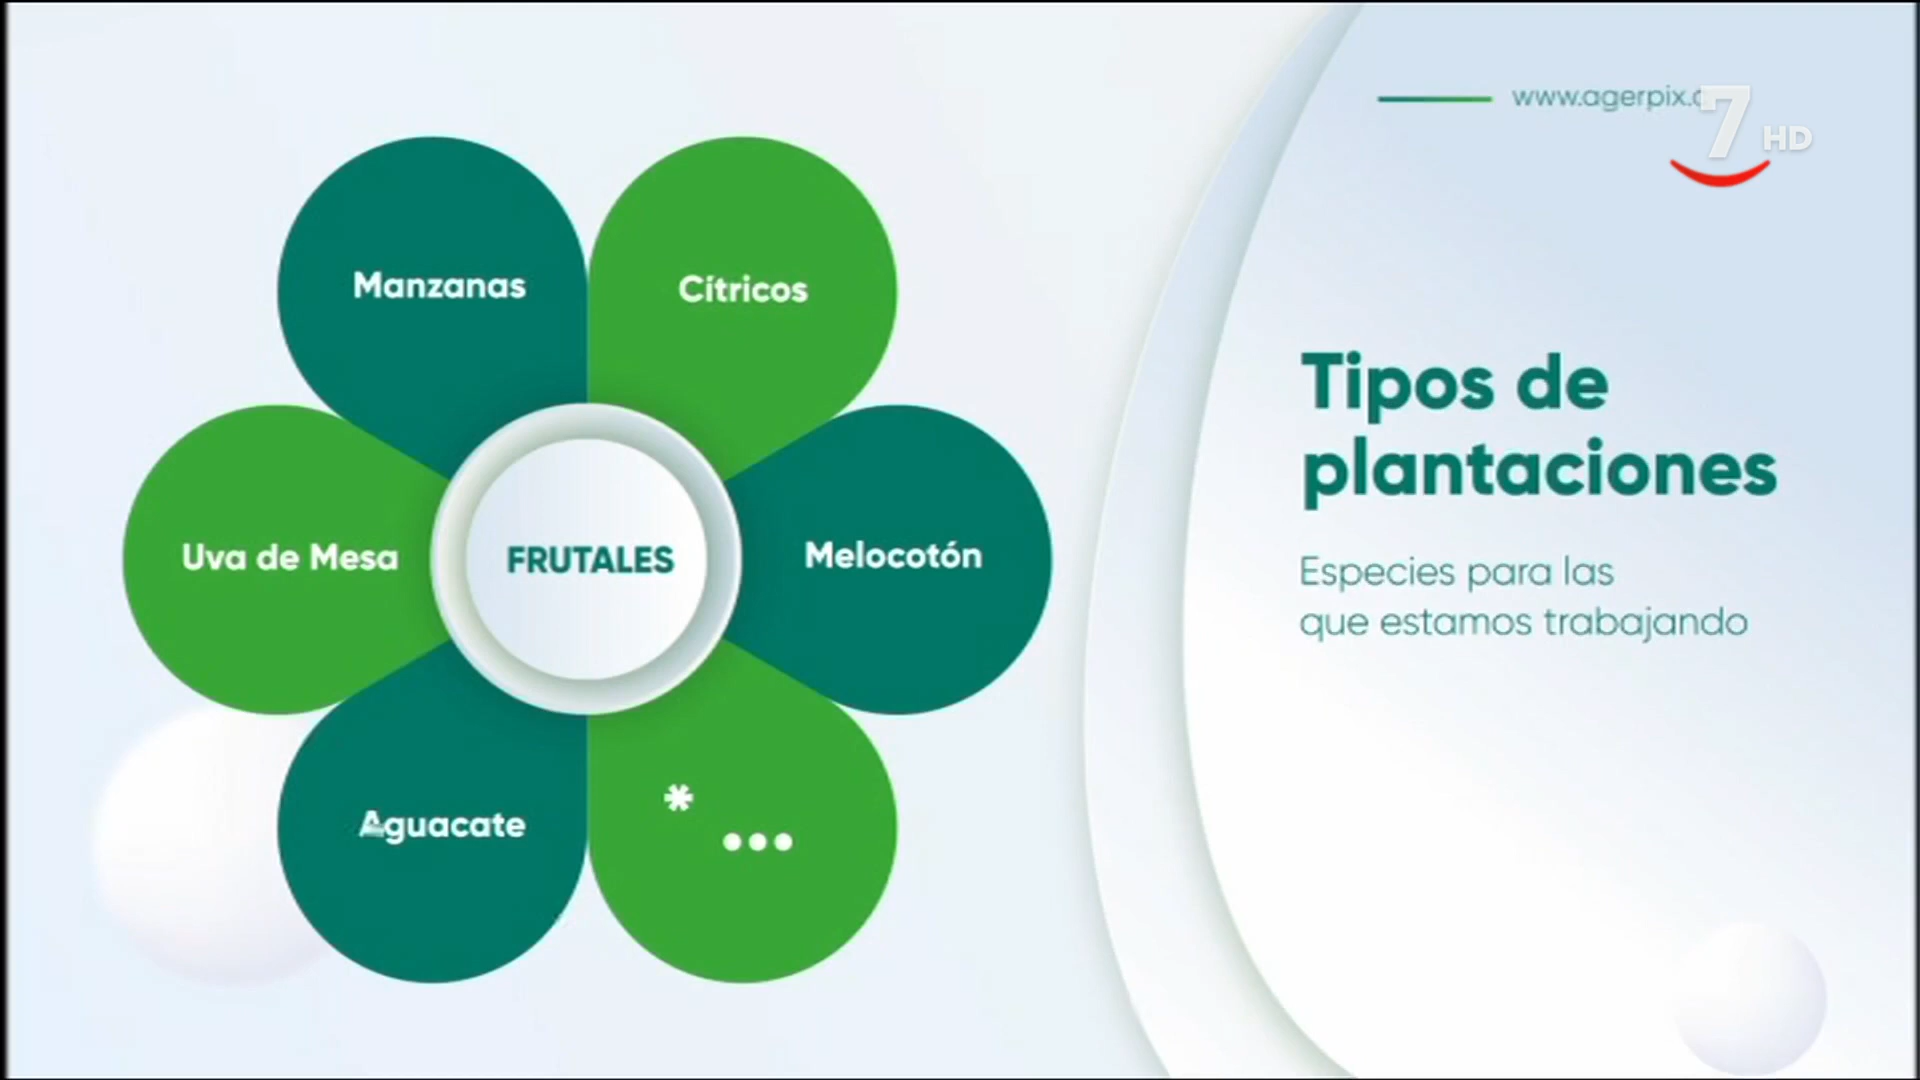 www.agerpix.
7 HD
Manzanas
Cítricos
Uva de Mesa
FRUTALES
Melocotón
Aguacate
* ...
Tipos de
plantaciones
Especies para las
que estamos trabajando